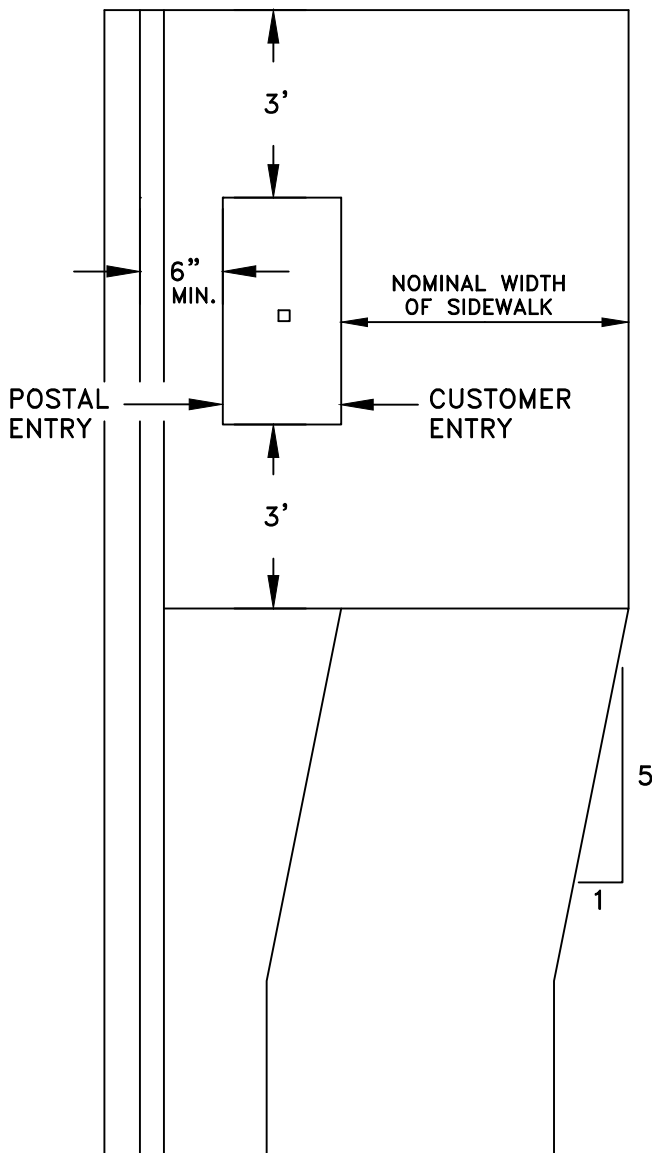 3’
6”
MIN.
NOMINAL WIDTH
OF SIDEWALK
POSTAL
ENTRY
CUSTOMER
ENTRY
3’
5
1